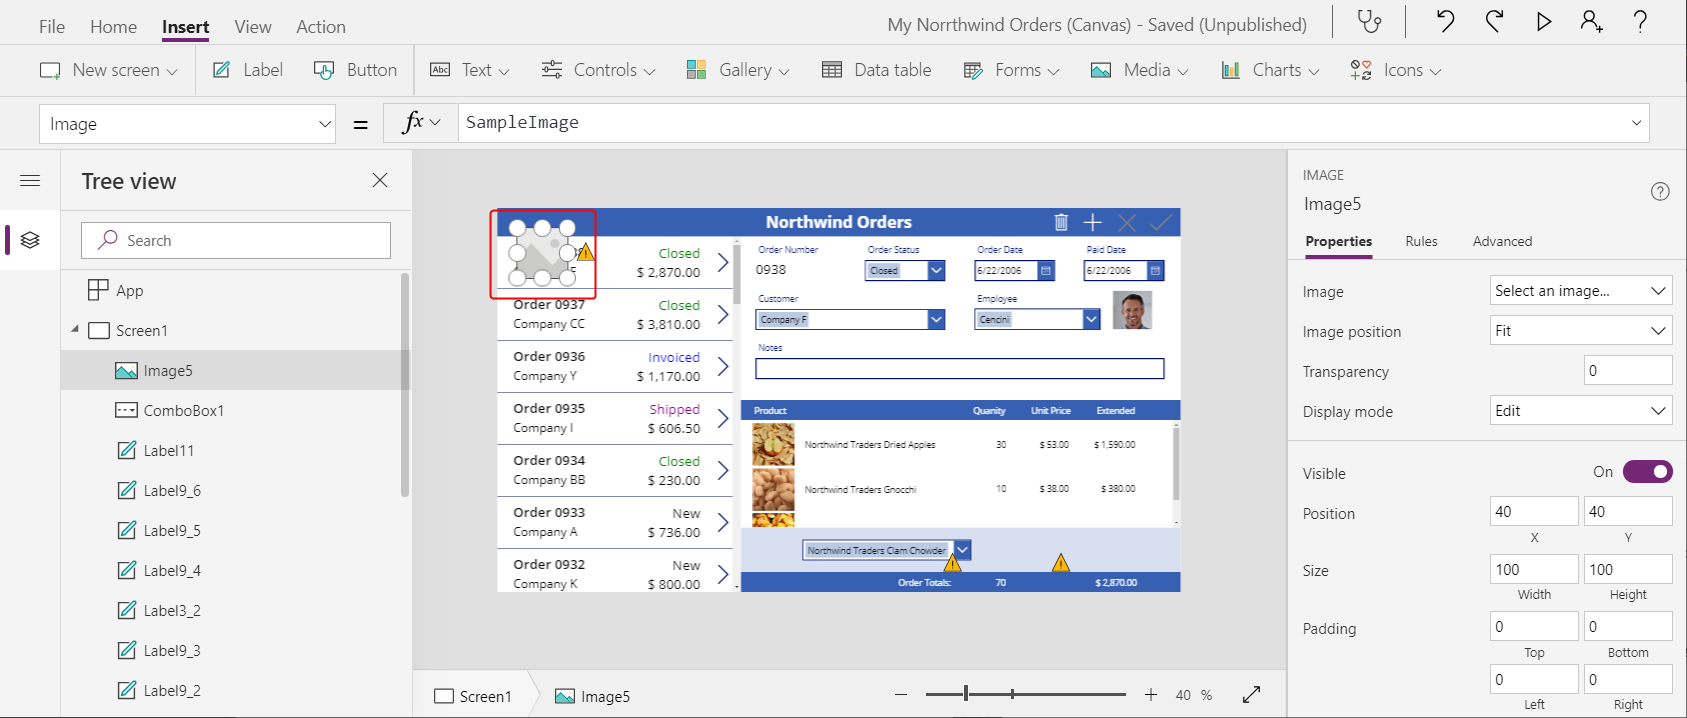 File Home Insert View Action My Norrthwind Orders (Canvas) - Saved (Unpublished)
New screen Label Button Abc Text Controls Gallery Data table Forms Media Charts Icons
Image = fx SampleImage
Tree view
Search
App
Screen1
Image5
ComboBox1
Label11
Label9_6
Label9_5
Label9_4
Label3_2
Label9_3
Label9_2
Northwind Orders
Closed
$ 2,870.00
Order 0937 Closed
Company CC $ 3,810.00
Order 0936 Invoiced
Company Y $ 1,170.00
Order 0935 Shipped
Company I $ 606.50
Order 0934 Closed
Company BB $ 230.00
Order 0933 New
Company A $ 736.00
Order 0932 New
Company K $ 800.00
Order Number Order Status Order Date Paid Date
0938 Closed 6/22/2006 6/22/2006
Customer Employee
Company F Cencini
Notes
Product Quanity Unit Price Extended
Northwind Traders Dried Apples 30 $ 53.00 $ 1,590.00
Northwind Traders Gnocchi 10 $ 38.00 $ 380.00
Northwind Traders Clam Chowder
Order Totals: 70 $ 2,870.00
Screen1 Image5 40 %
IMAGE
Image5
Properties Rules Advanced
Image Select an image...
Image position Fit
Transparency 0
Display mode Edit
Visible On
Position 40 40
X Y
Size 100 100
Width Height
Padding 0 0
Top Bottom
0 0
Left Right